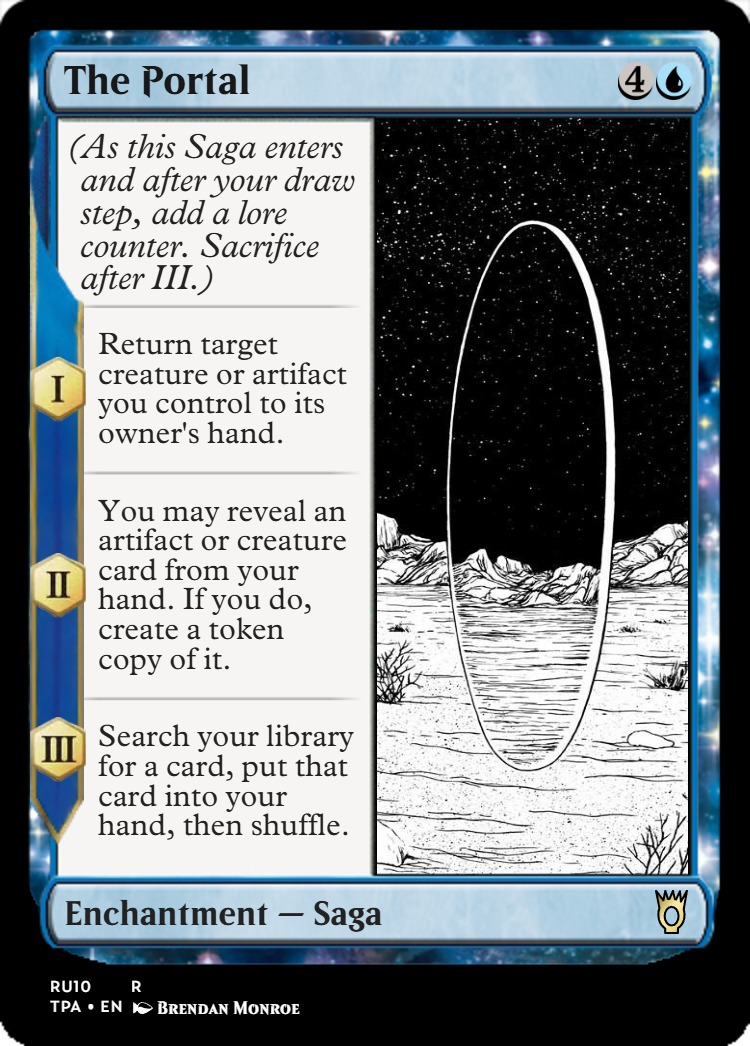 The Portal 4
(As this Saga enters
and after your draw
step, add a lore
counter. Sacrifice
after III.)
I
Return target
creature or artifact
you control to its
owner's hand.
II
You may reveal an
artifact or creature
card from your
hand. If you do,
create a token
copy of it.
III
Search your library
for a card, put that
card into your
hand, then shuffle.
Enchantment — Saga
RU10 R
TPA • EN Brendan Monroe